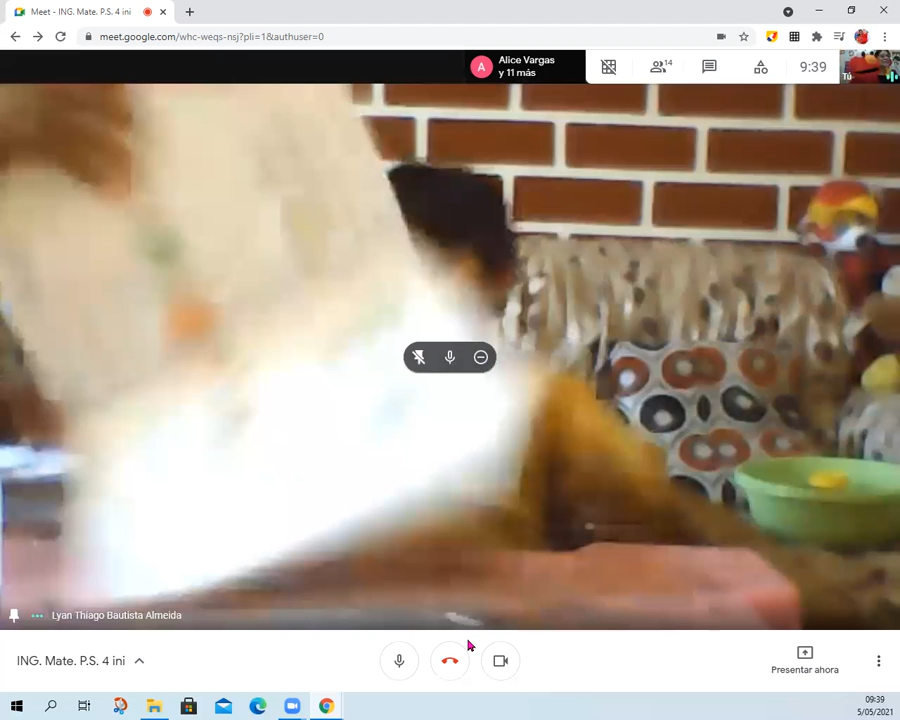 Meet - ING. Mate. P.S. 4 ini
meet.google.com/whc-weqs-nsj?pli=1&authuser=0
A
Alice Vargas
y 11 más
14
9:39
Tú
Lyan Thiago Bautista Almeida
ING. Mate. P.S. 4 ini
Presentar ahora
09:39
5/05/2021